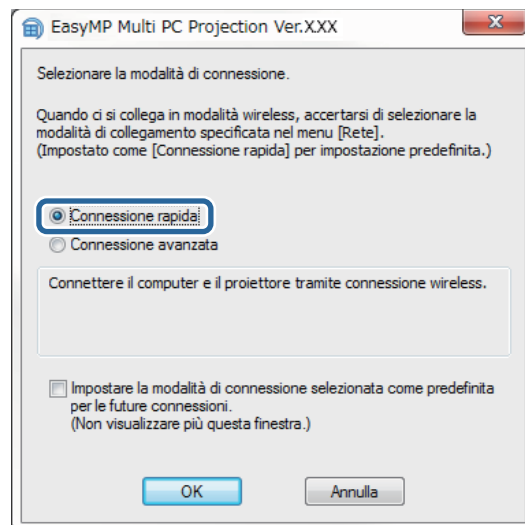 EasyMP Multi PC Projection Ver.X.XX
Selezionare la modalità di connessione.
Quando ci si collega in modalità wireless, accertarsi di selezionare la
modalità di collegamento specificata nel menu [Rete].
(Impostato come [Connessione rapida] per impostazione predefinita.)
Connessione rapida
Connessione avanzata
Connettere il computer e il proiettore tramite connessione wireless.
Impostare la modalità di connessione selezionata come predefinita
per le future connessioni.
(Non visualizzare più questa finestra.)
OK Annulla